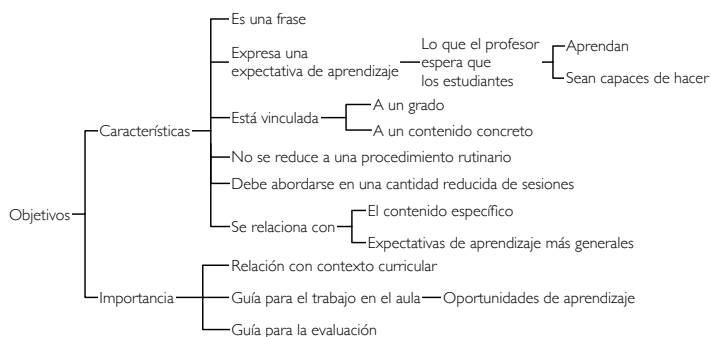 Es una frase
Expresa una
expectativa de aprendizaje
Lo que el profesor
espera que
los estudiantes
Aprendan
Sean capaces de hacer
Está vinculada
A un grado
A un contenido concreto
Características
No se reduce a una procedimiento rutinario
Debe abordarse en una cantidad reducida de sesiones
Se relaciona con
El contenido específico
Expectativas de aprendizaje más generales
Objetivos
Importancia
Relación con contexto curricular
Guía para el trabajo en el aula
Oportunidades de aprendizaje
Guía para la evaluación